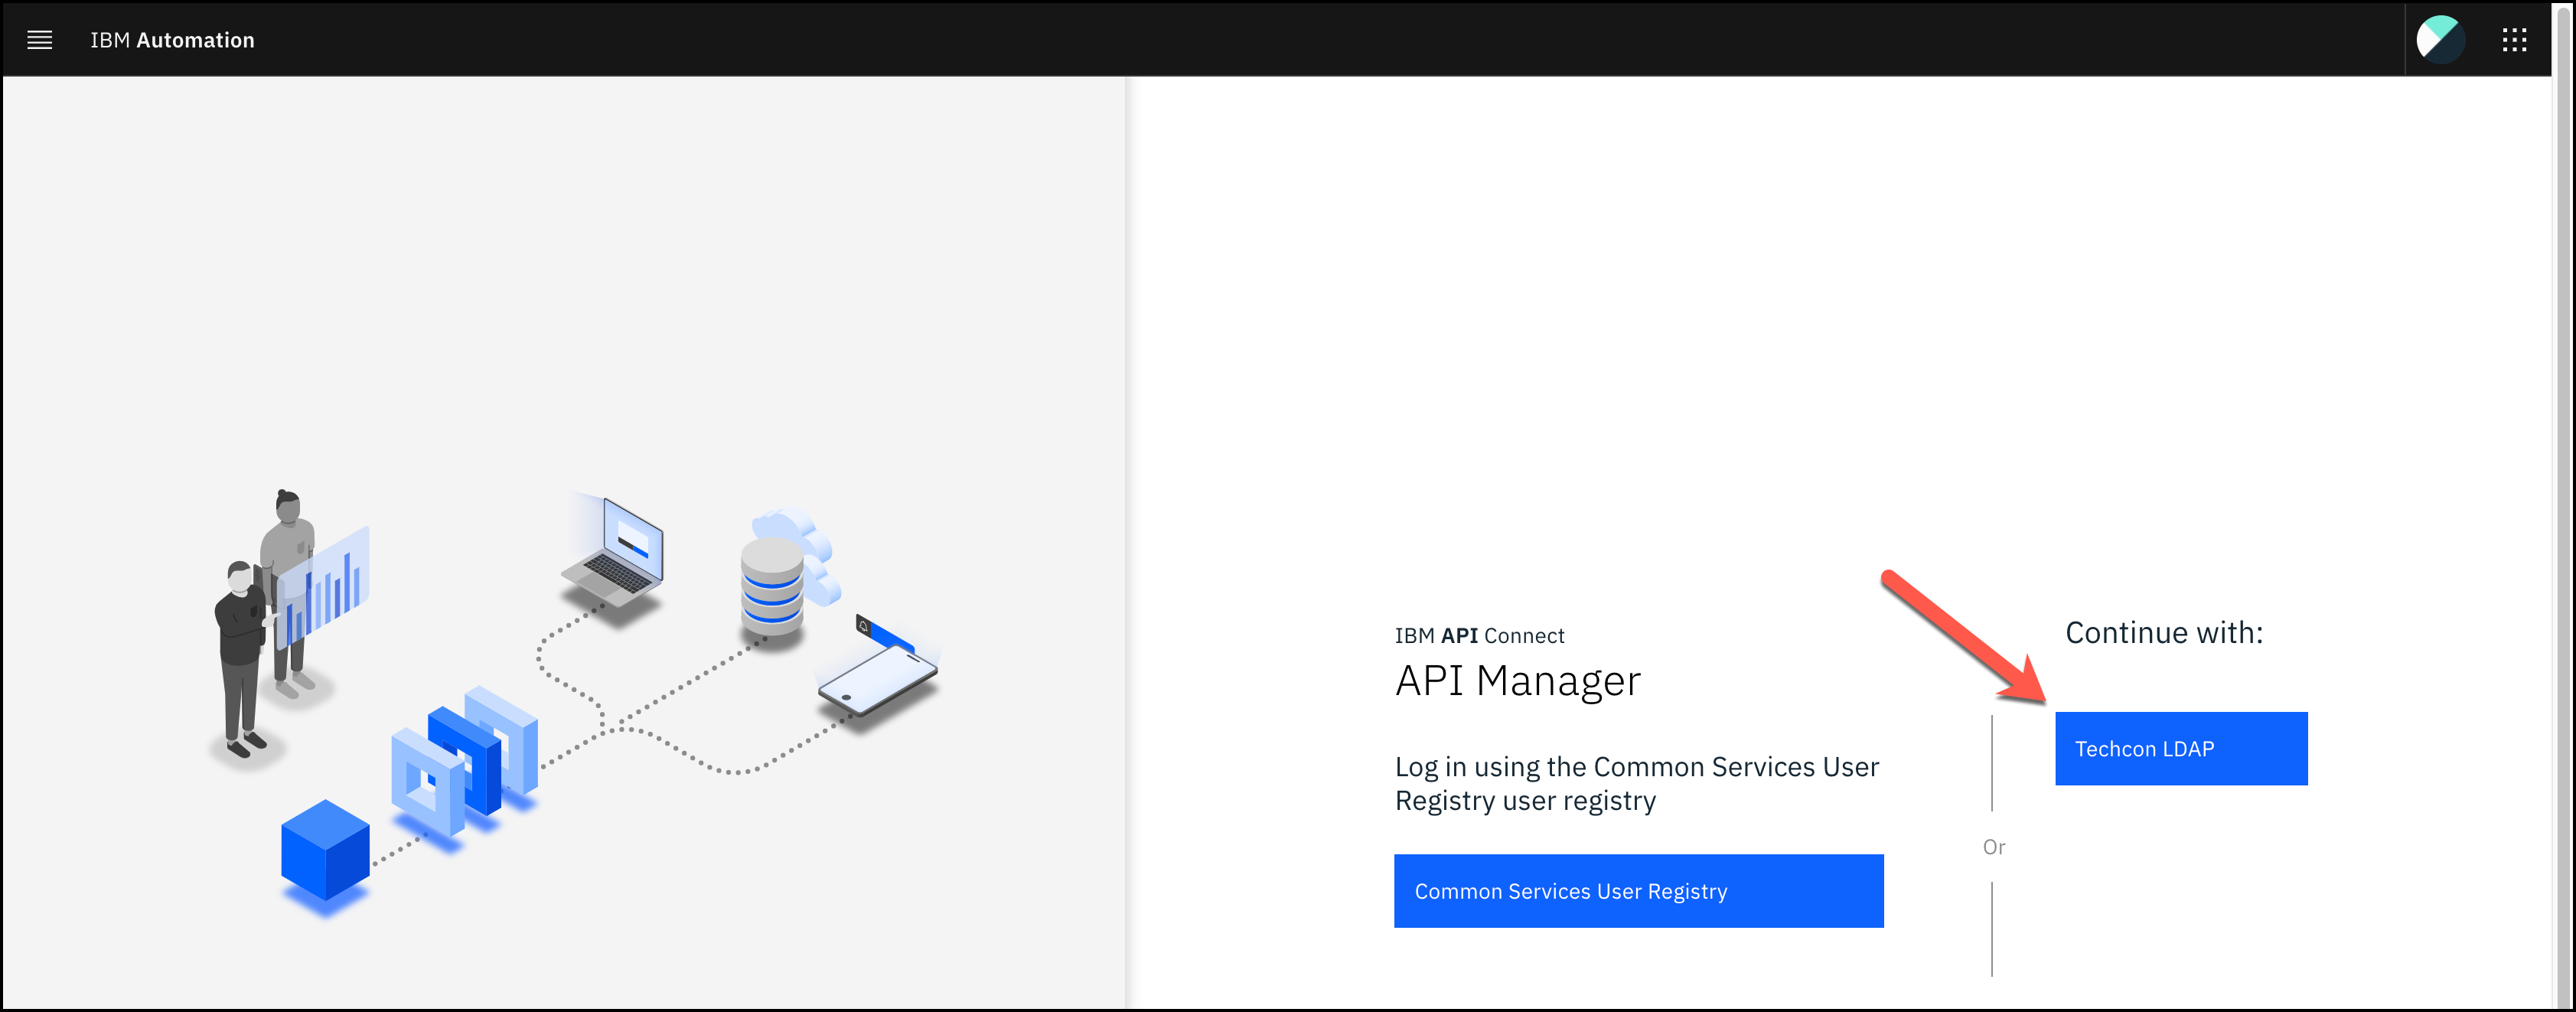 IBM Automation
IBM API Connect
API Manager
Log in using the Common Services User
Registry user registry
Common Services User Registry
Or
Continue with:
Techcon LDAP